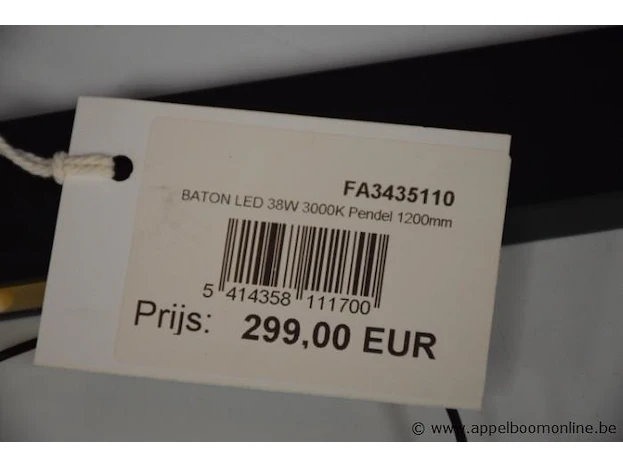 FA3435110
BATON LED 38W 3000K Pendel 1200mm
5 414358 111700
Prijs: 299,00 EUR
© www.appelboomonline.be